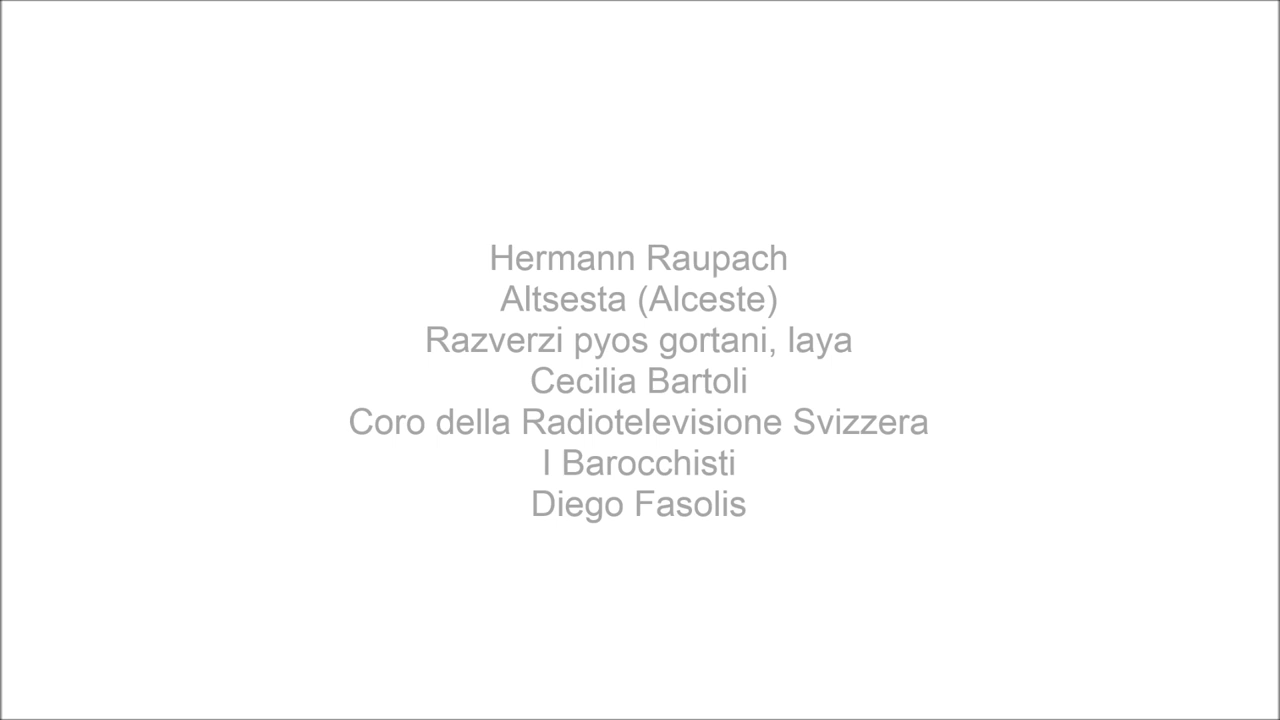 Hermann Raupach
Altsesta (Alceste)
Razverzi pyos gortani, laya
Cecilia Bartoli
Coro della Radiotelevisione Svizzera
I Barocchisti
Diego Fasolis